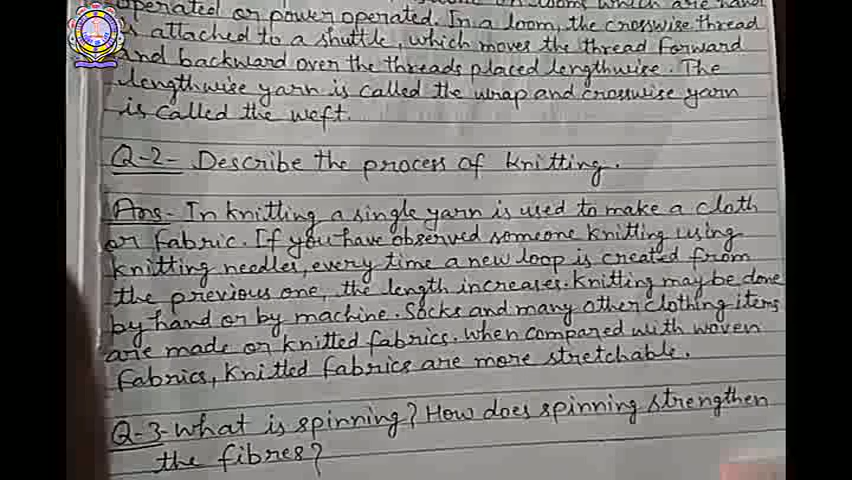 operated or power operated. In a loom, the crosswise thread
is attached to a shuttle, which moves the thread forward
and backward over the threads placed lengthwise. The
lengthwise yarn is called the wrap and crosswise yarn
is called the weft.
Q-2- Describe the process of knitting.
Ans- In knitting a single yarn is used to make a cloth
or fabric. If you have observed someone knitting using
knitting needles, every time a new loop is created from
the previous one, the length increases. Knitting may be done
by hand or by machine. Socks and many other clothing items
are made or knitted fabrics. When compared with woven
fabrics, knitted fabrics are more stretchable.
Q-3- What is spinning? How does spinning strengthen
the fibres?